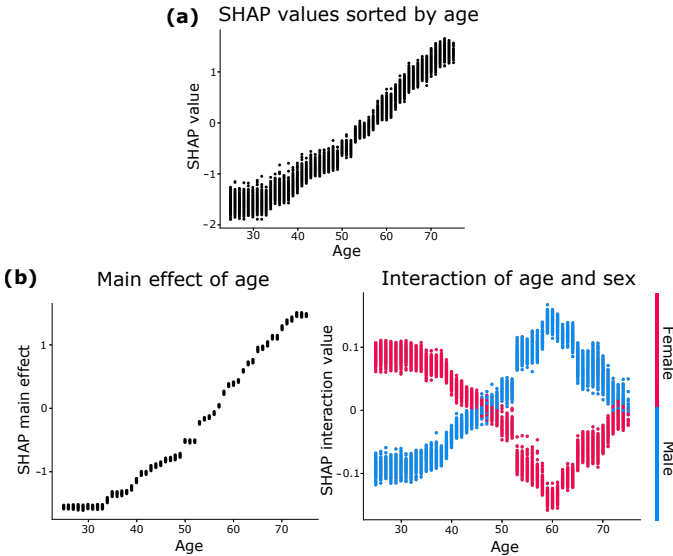 (a) SHAP values sorted by age
SHAP value
1
0
−1
−2
30 40 50 60 70
Age
(b) Main effect of age
SHAP main effect
1
0
−1
30 40 50 60 70
Age
Interaction of age and sex
SHAP interaction value
0.1
0
−0.1
30 40 50 60 70
Age
Female
Male